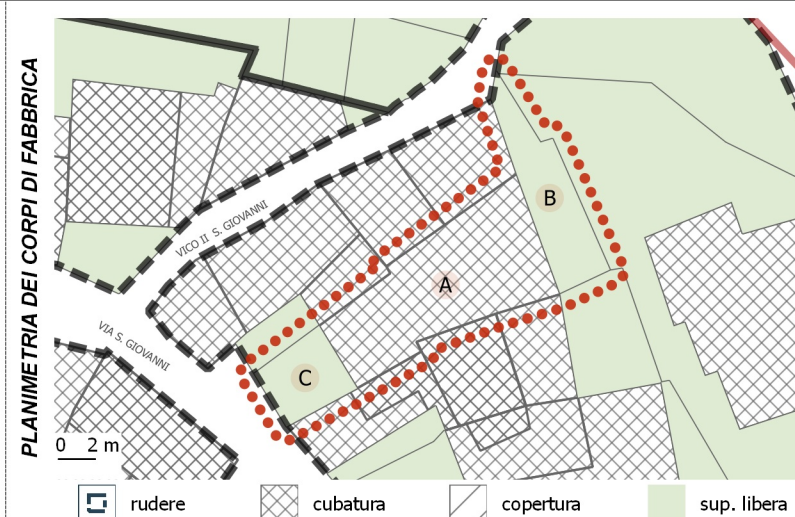 PLANIMETRIA DEI CORPI DI FABBRICA
VICO II S. GIOVANNI
B
A
VIA S. GIOVANNI
C
0 2 m
rudere cubatura copertura sup. libera